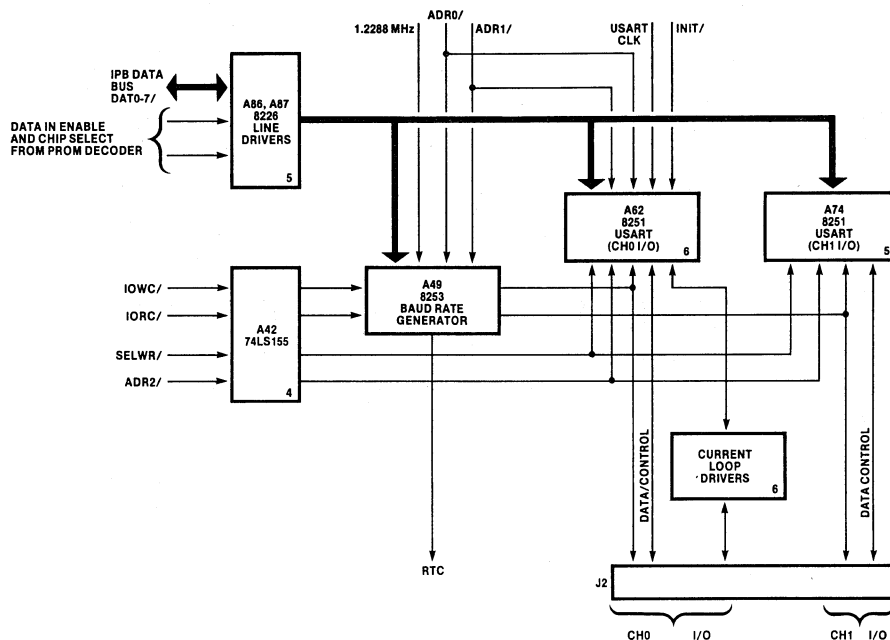 ADR0/
1.2288 MHz
ADR1/
USART
CLK
INIT/
IPB DATA
BUS
DAT0-7/
DATA IN ENABLE
AND CHIP SELECT
FROM PROM DECODER
A86, A87
8226
LINE
DRIVERS
5
A62
8251
USART
(CH0 I/O)
6
A74
8251
USART
(CH1 I/O)
5
IOWC/
IORC/
SELWR/
ADR2/
A42
74LS155
4
A49
8253
BAUD RATE
GENERATOR
DATA/CONTROL
CURRENT
LOOP
DRIVERS
6
DATA CONTROL
RTC
J2
CH0 I/O
CH1 I/O